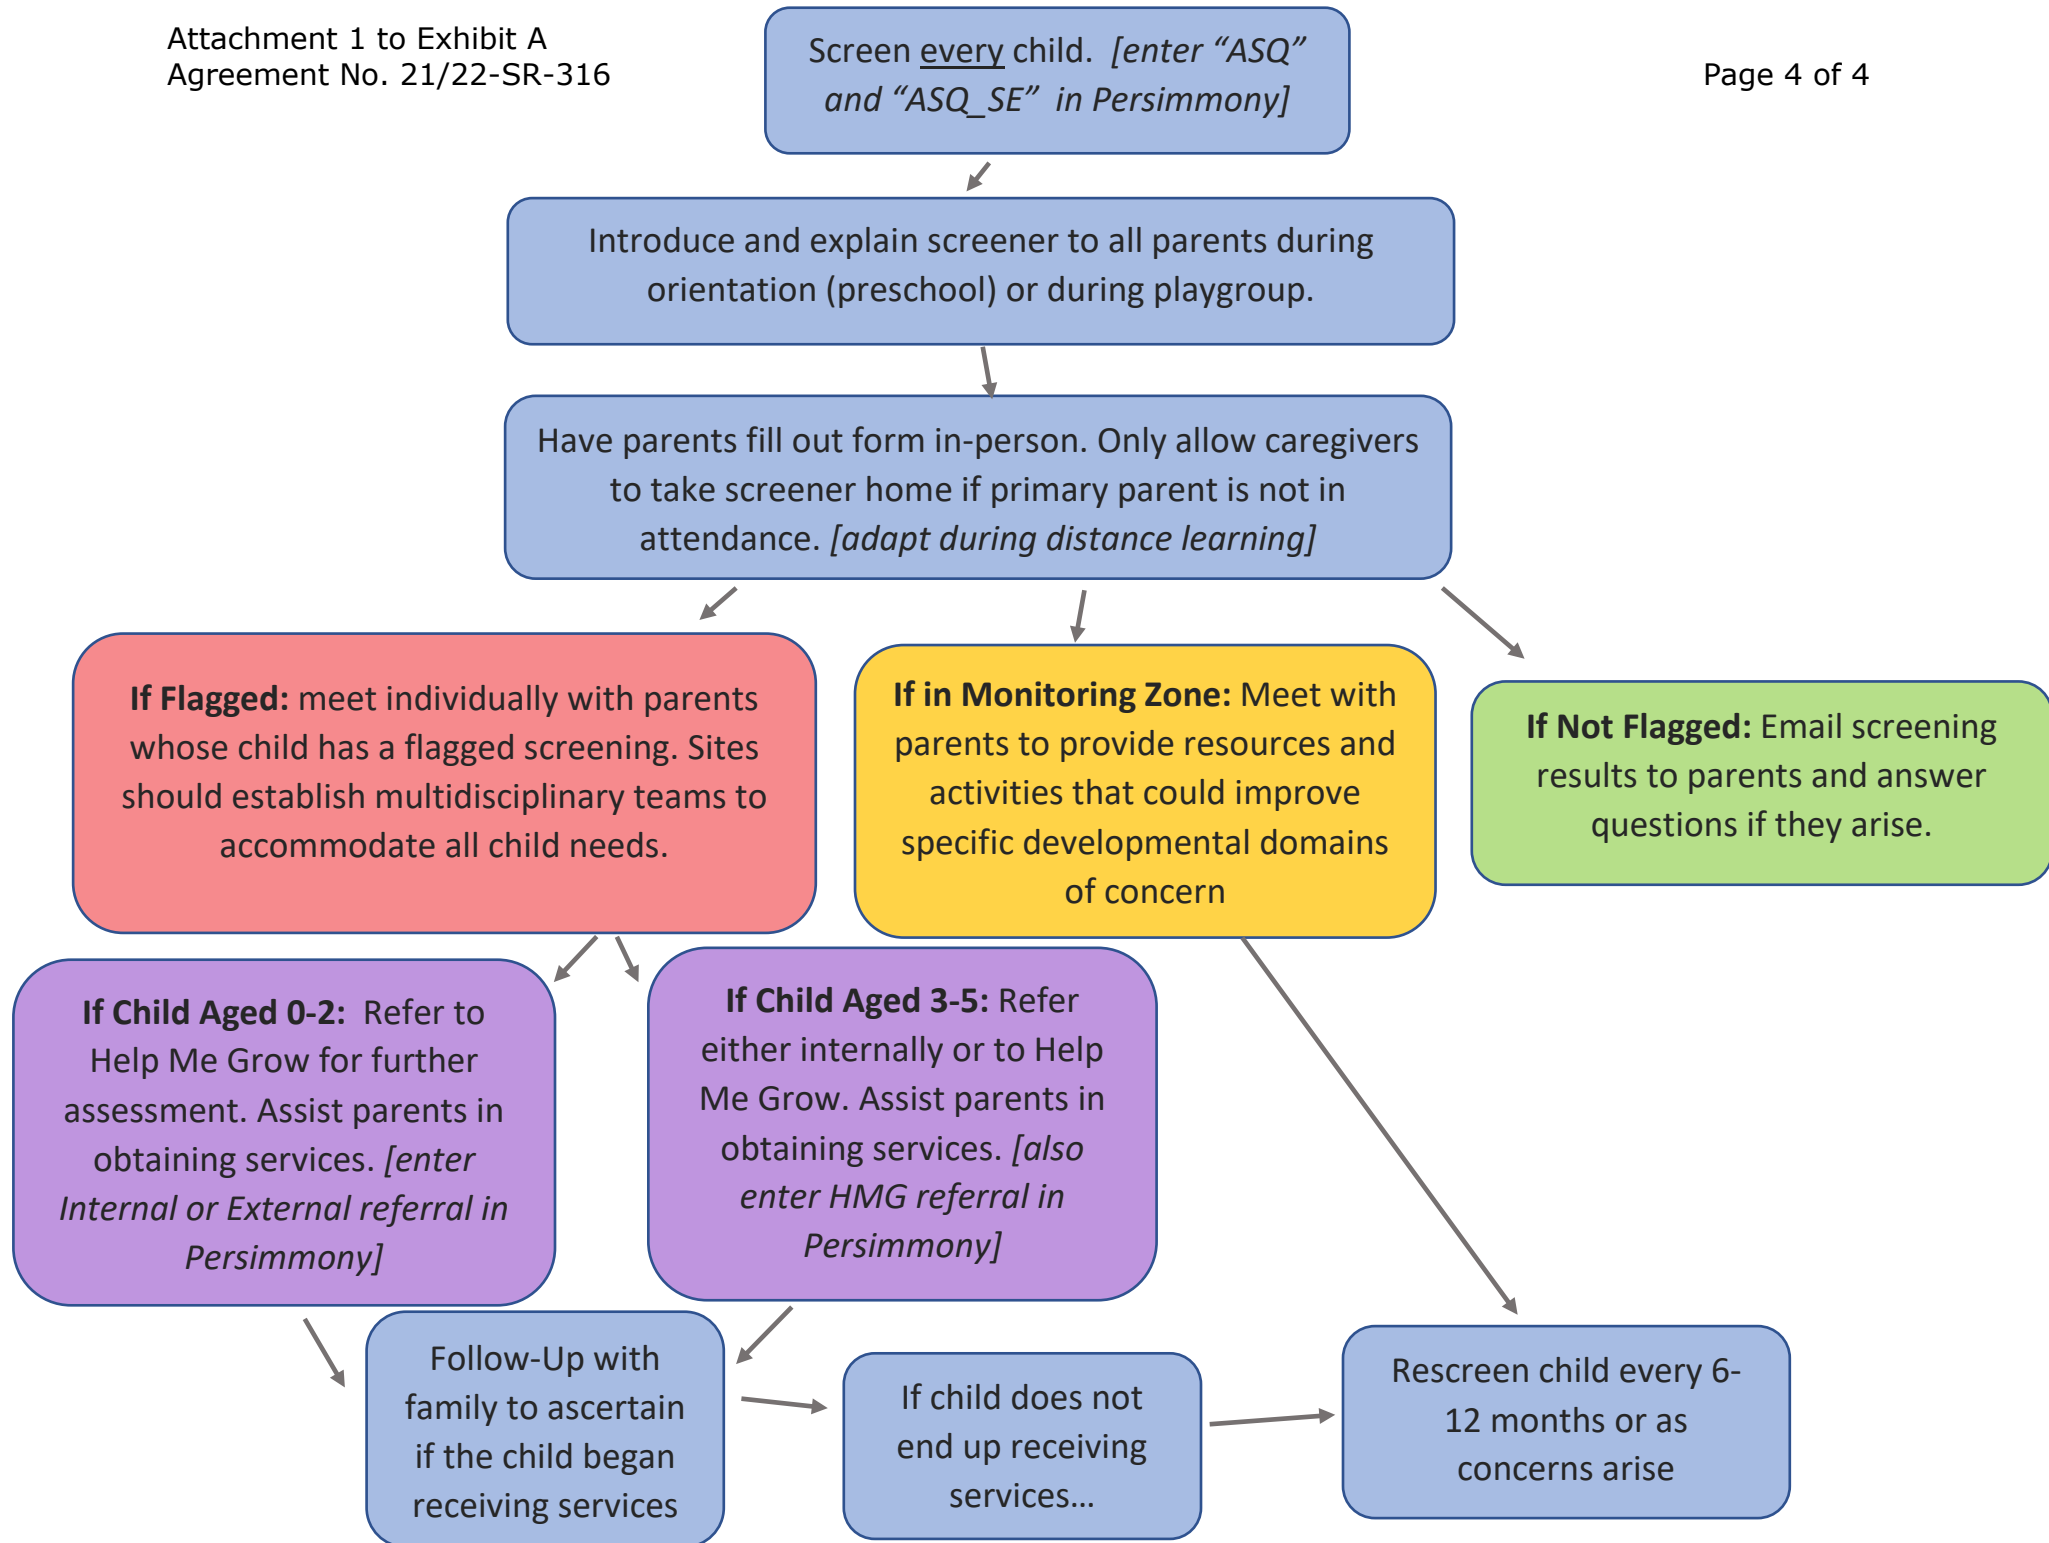 Attachment 1 to Exhibit A
Agreement No. 21/22-SR-316
Page 4 of 4
Screen every child. [enter “ASQ”
and “ASQ_SE” in Persimmony]
Introduce and explain screener to all parents during
orientation (preschool) or during playgroup.
Have parents fill out form in-person. Only allow caregivers
to take screener home if primary parent is not in
attendance. [adapt during distance learning]
If Flagged: meet individually with parents
whose child has a flagged screening. Sites
should establish multidisciplinary teams to
accommodate all child needs.
If in Monitoring Zone: Meet with
parents to provide resources and
activities that could improve
specific developmental domains
of concern
If Not Flagged: Email screening
results to parents and answer
questions if they arise.
If Child Aged 0-2: Refer to
Help Me Grow for further
assessment. Assist parents in
obtaining services. [enter
Internal or External referral in
Persimmony]
If Child Aged 3-5: Refer
either internally or to Help
Me Grow. Assist parents in
obtaining services. [also
enter HMG referral in
Persimmony]
Follow-Up with
family to ascertain
if the child began
receiving services
If child does not
end up receiving
services…
Rescreen child every 6-
12 months or as
concerns arise